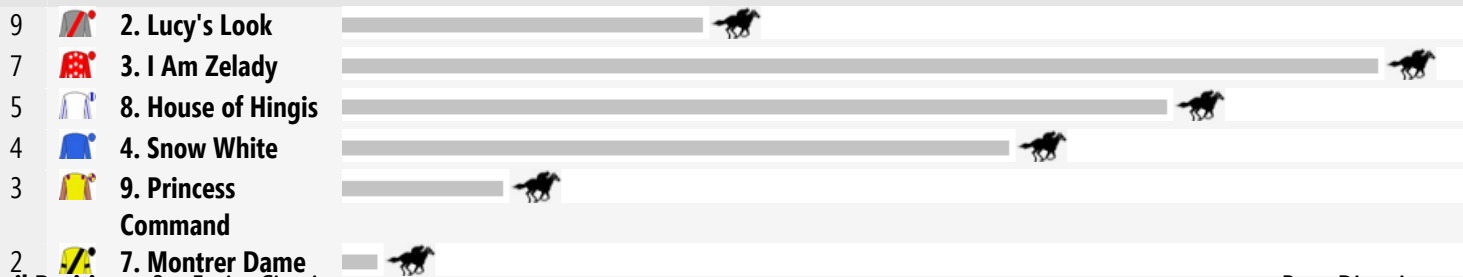 9 2. Lucy's Look
7 3. I Am Zelady
5 8. House of Hingis
4 4. Snow White
3 9. Princess
Command
2 7. Montrer Dame